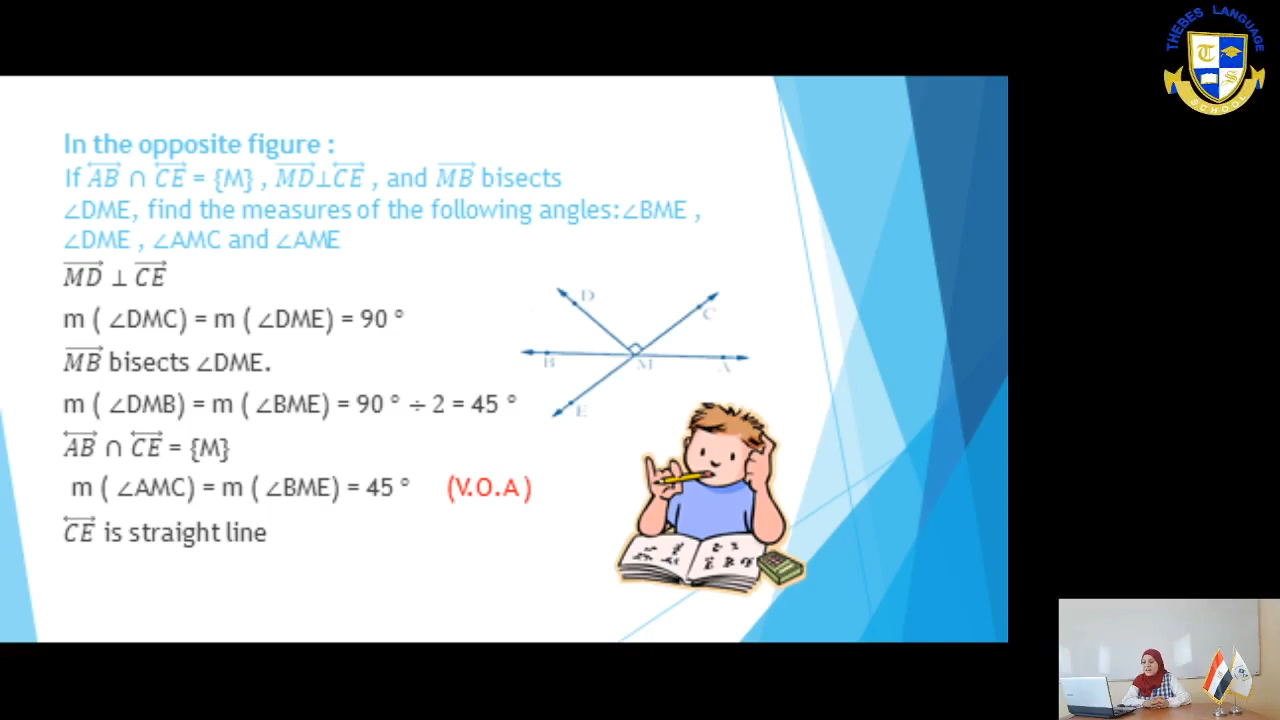 THEBES LANGUAGE
SCHOOL
In the opposite figure :
If AB ∩ CE = {M} , MD⊥CE , and MB bisects
∠DME, find the measures of the following angles:∠BME ,
∠DME , ∠AMC and ∠AME
MD ⊥ CE
m ( ∠DMC) = m ( ∠DME) = 90 °
MB bisects ∠DME.
m ( ∠DMB) = m ( ∠BME) = 90 ° ÷ 2 = 45 °
AB ∩ CE = {M}
m ( ∠AMC) = m ( ∠BME) = 45 ° (V.O.A)
CE is straight line
D
C
B
M
A
E